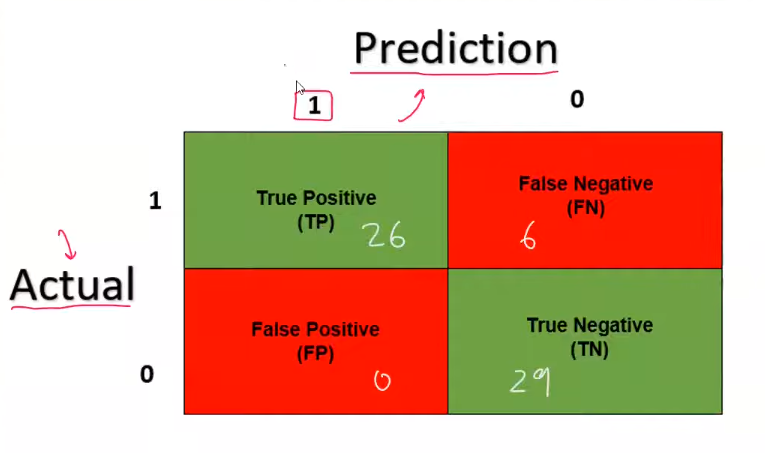 Prediction
1
0
1
True Positive
(TP)
26
False Negative
(FN)
6
Actual
0
False Positive
(FP)
0
True Negative
(TN)
29